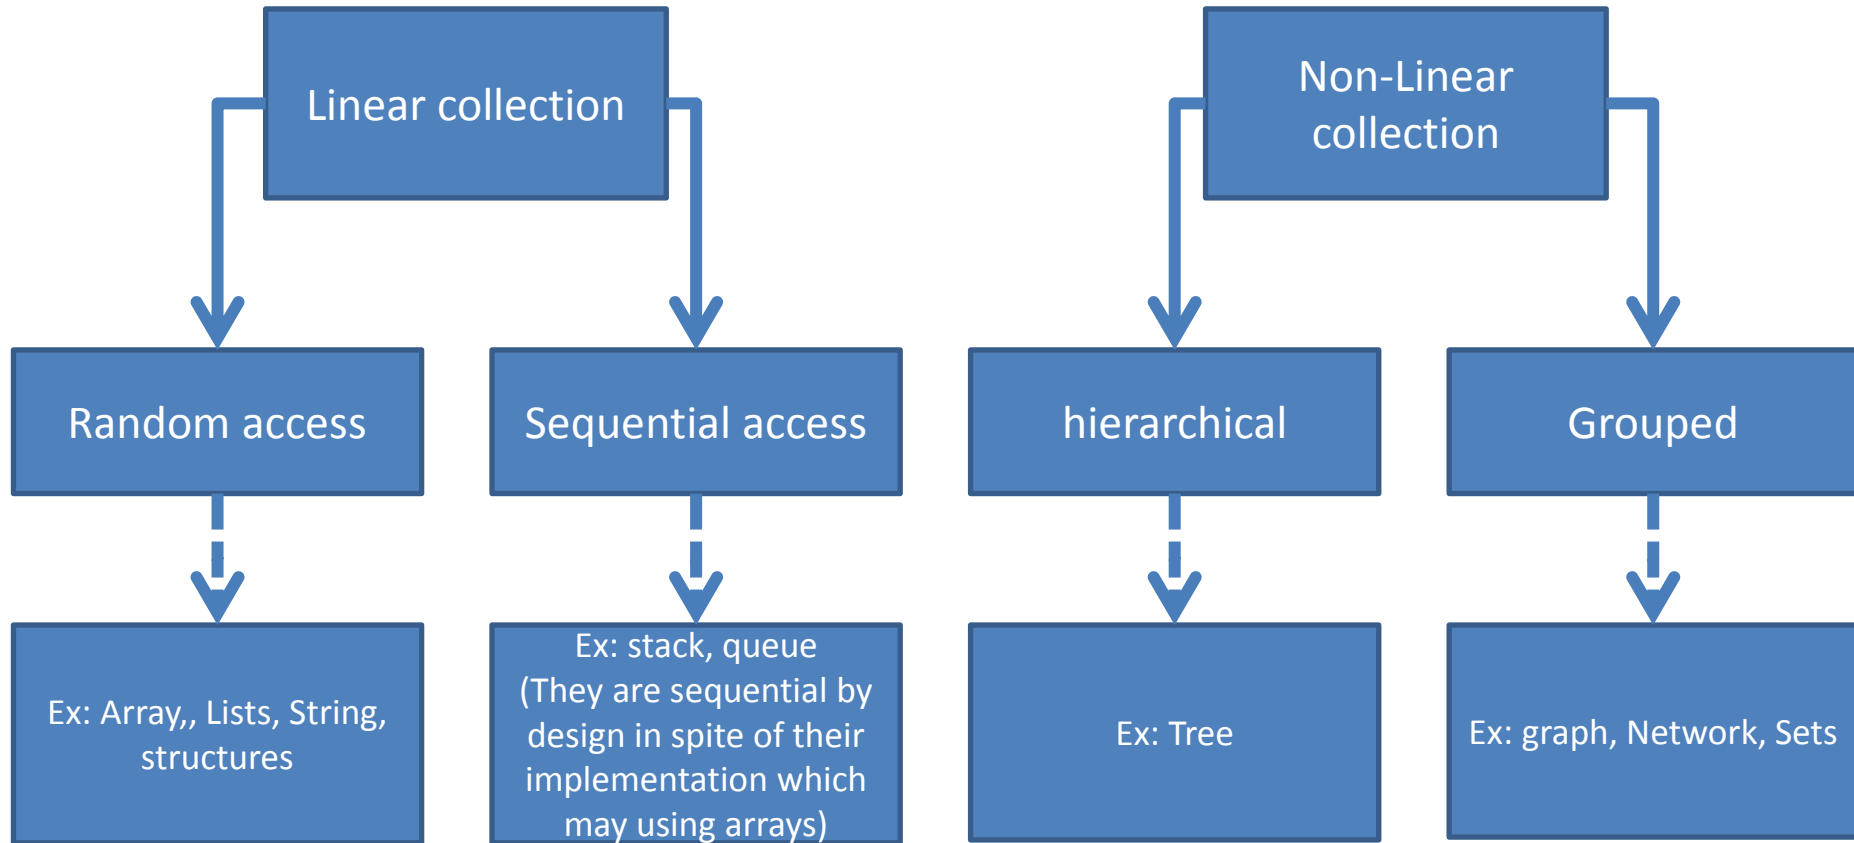 Linear collection
Non-Linear
collection
Random access
Sequential access
hierarchical
Grouped
Ex: Array,, Lists, String,
structures
Ex: stack, queue
(They are sequential by
design in spite of their
implementation which
may using arrays)
Ex: Tree
Ex: graph, Network, Sets